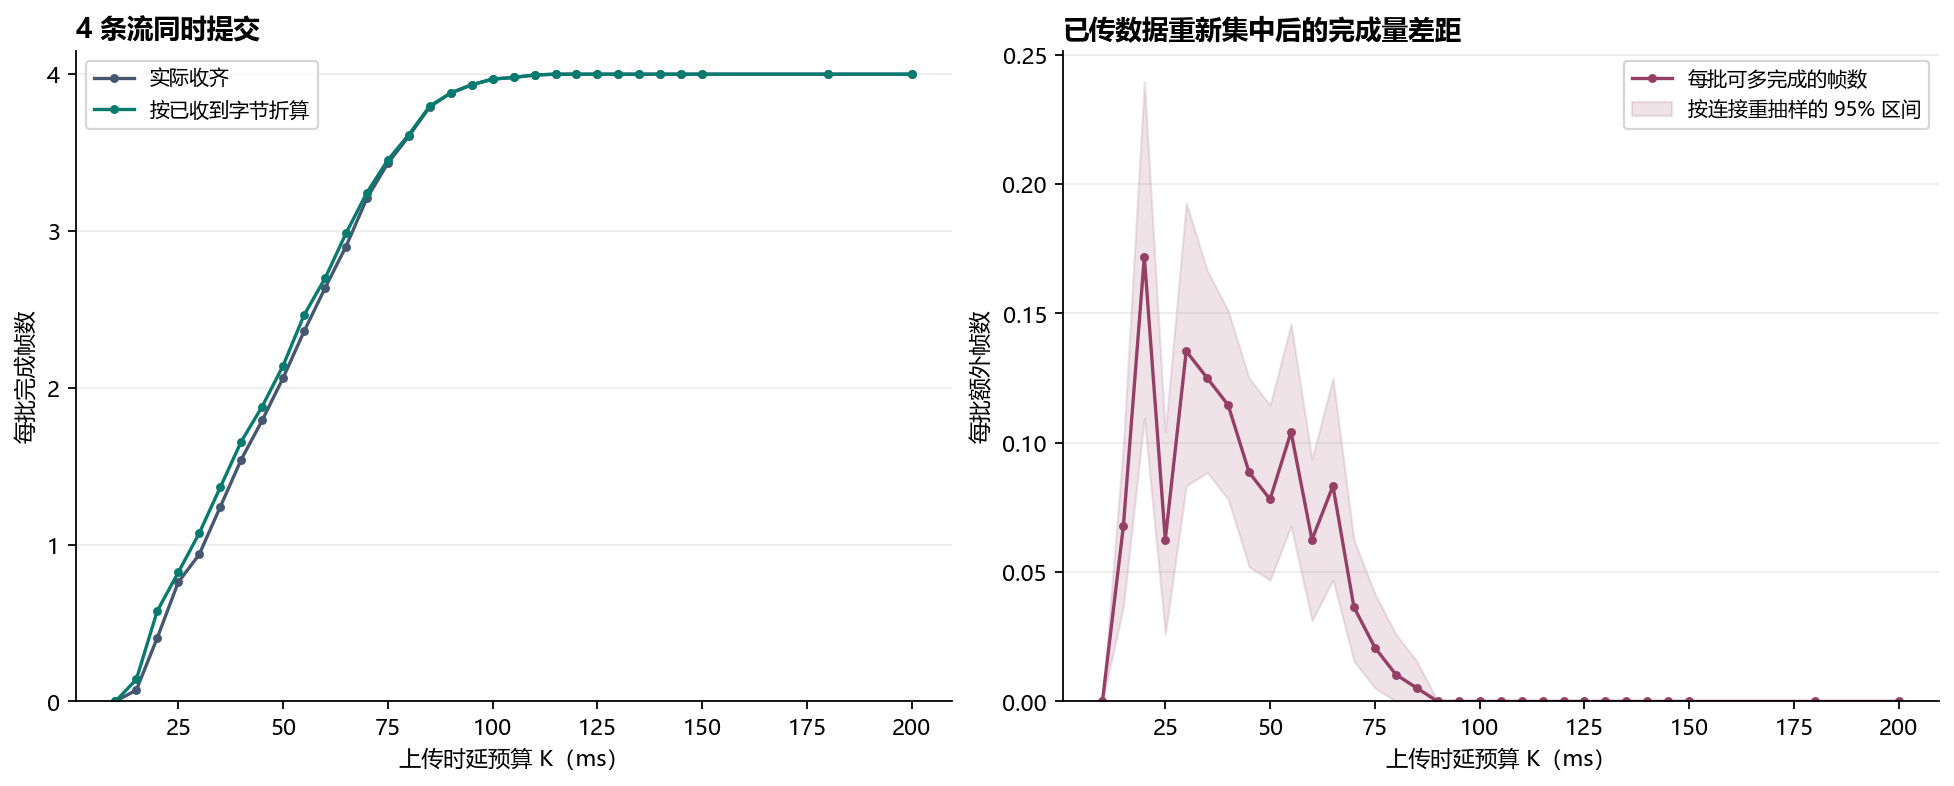 4 条流同时提交
实际收齐
按已收到字节折算
每批完成帧数
4
3
2
1
0
25 50 75 100 125 150 175 200
上传时延预算 K（ms）
已传数据重新集中后的完成量差距
每批可多完成的帧数
按连接重抽样的 95% 区间
每批额外帧数
0.25
0.20
0.15
0.10
0.05
0.00
25 50 75 100 125 150 175 200
上传时延预算 K（ms）